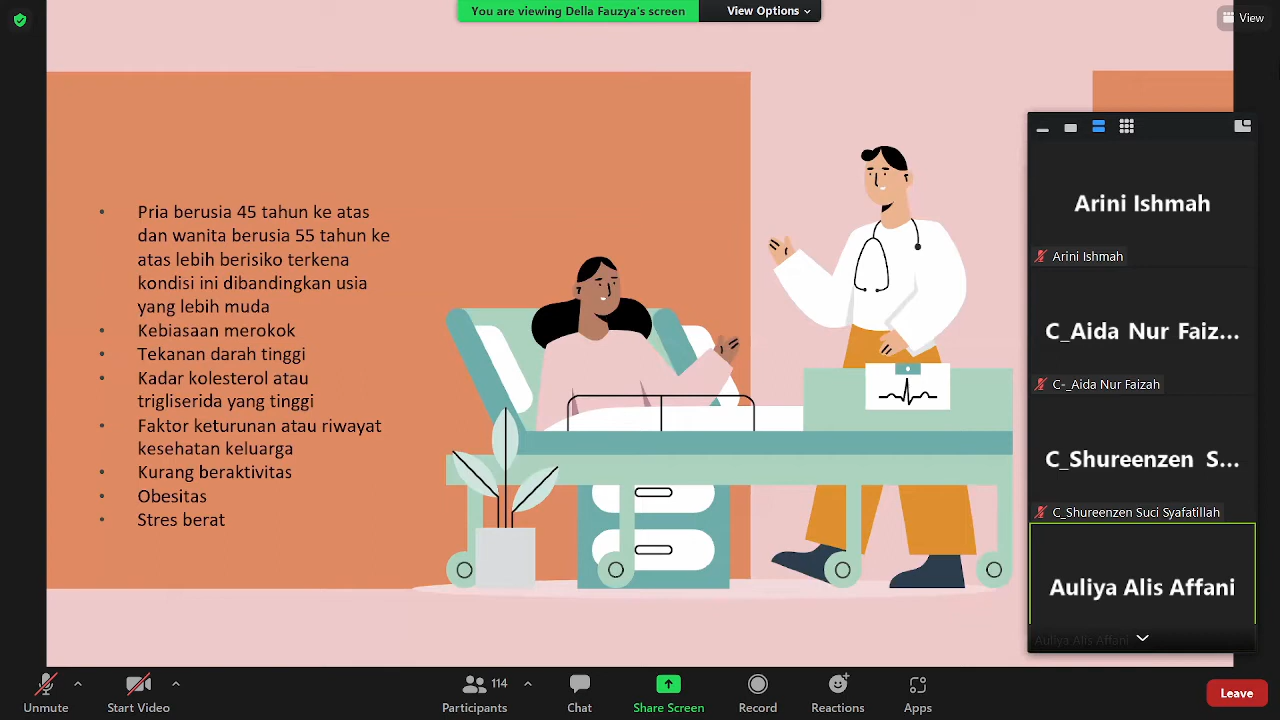 You are viewing Della Fauzya's screen
View Options
View
Pria berusia 45 tahun ke atas
dan wanita berusia 55 tahun ke
atas lebih berisiko terkena
kondisi ini dibandingkan usia
yang lebih muda
Kebiasaan merokok
Tekanan darah tinggi
Kadar kolesterol atau
trigliserida yang tinggi
Faktor keturunan atau riwayat
kesehatan keluarga
Kurang beraktivitas
Obesitas
Stres berat
Arini Ishmah
Arini Ishmah
C_Aida Nur Faiz...
C-_Aida Nur Faizah
C_Shureenzen S...
C_Shureenzen Suci Syafatillah
Auliya Alis Affani
Auliya Alis Affani
Unmute
Start Video
114
Participants
Chat
Share Screen
Record
Reactions
Apps
Leave